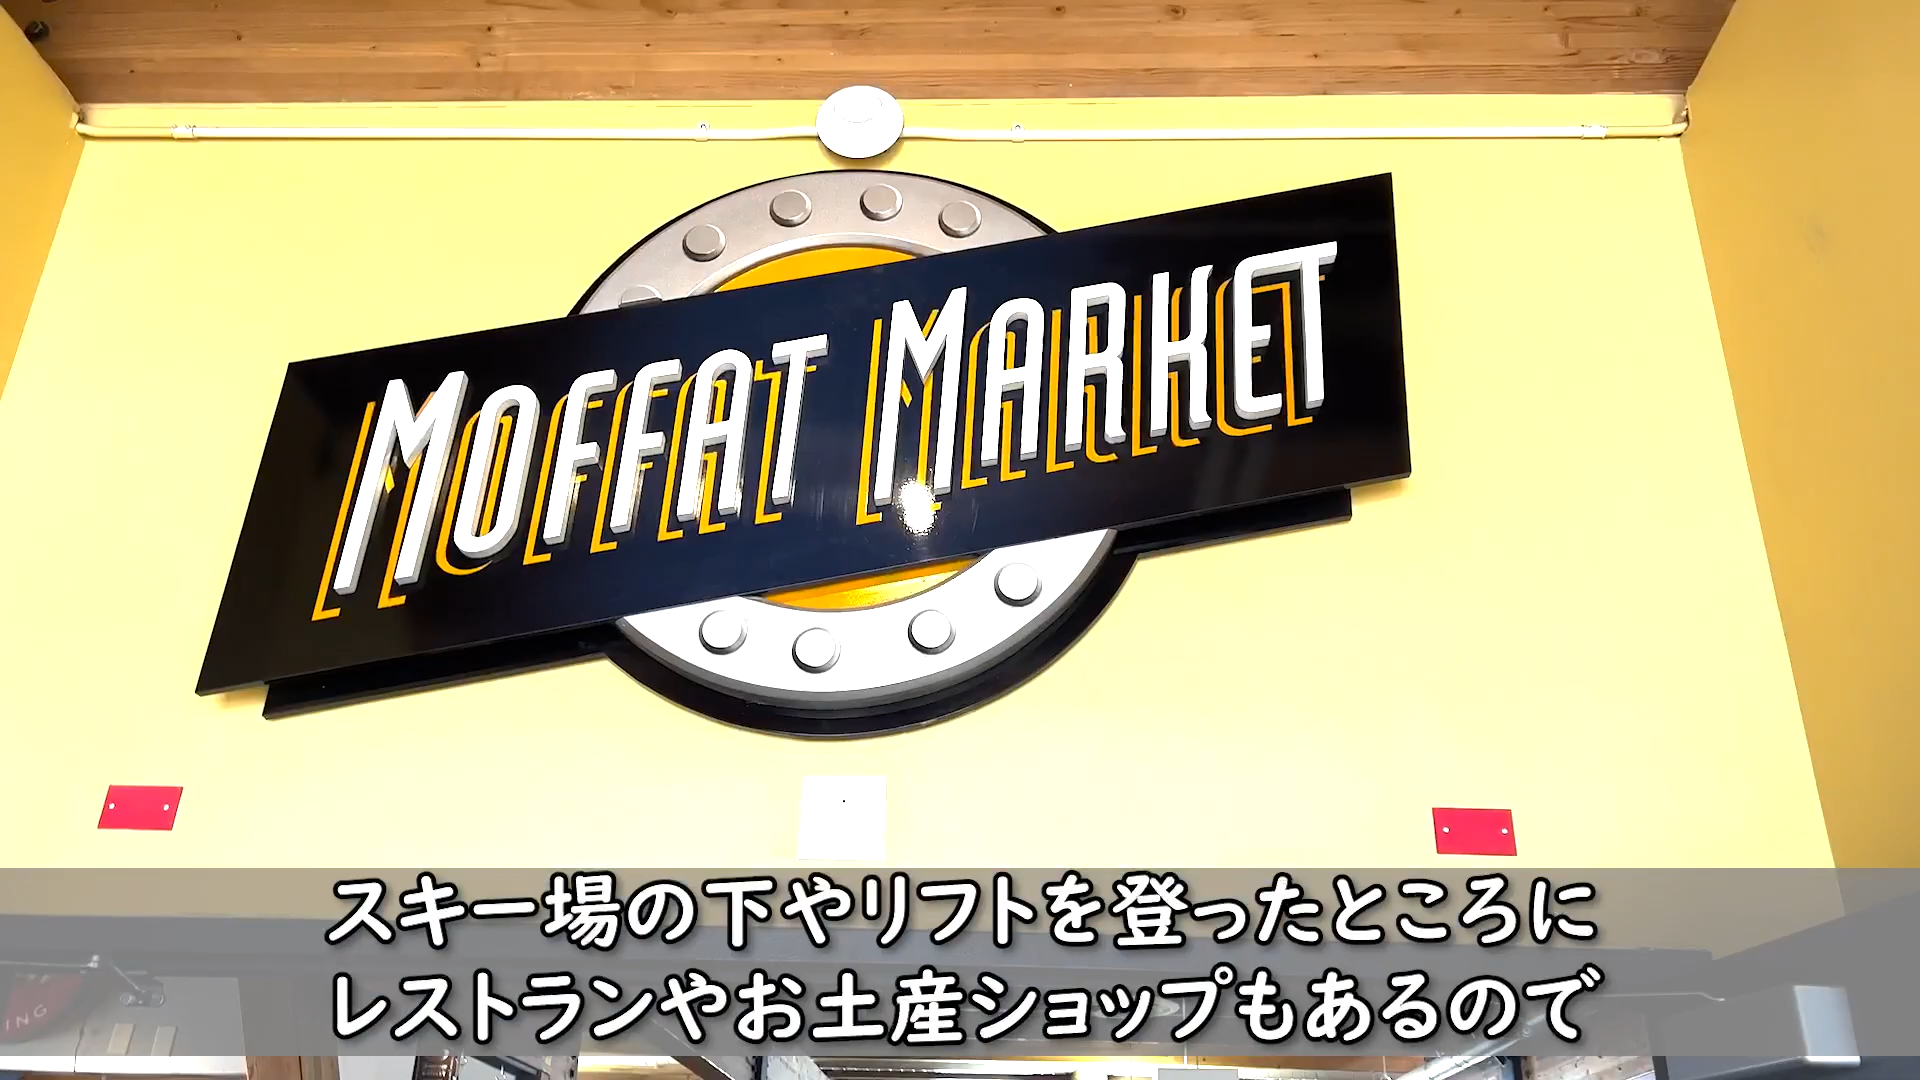 MOFFAT MARKET
ING
スキー場の下やリフトを登ったところに
レストランやお土産ショップもあるので